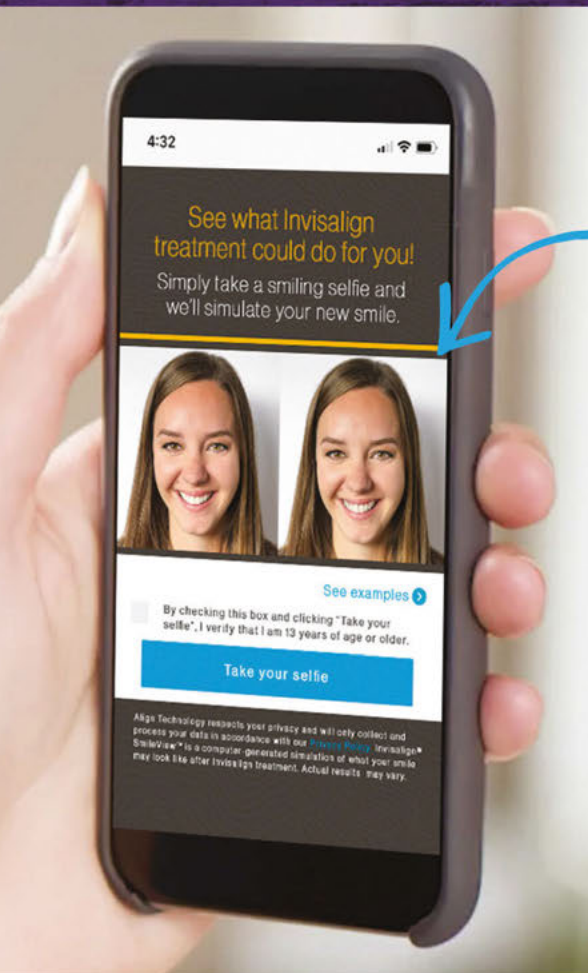 4:32
See what Invisalign
treatment could do for you!
Simply take a smiling selfie and
we'll simulate your new smile.
See examples
By checking this box and clicking "Take your
selfie", I verify that I am 13 years of age or older.
Take your selfie
Align Technology respects your privacy and will only collect and
process your data in accordance with our Privacy Policy. Invisalign®
SmileView™ is a computer-generated simulation of what your smile
may look like after Invisalign treatment. Actual results may vary.